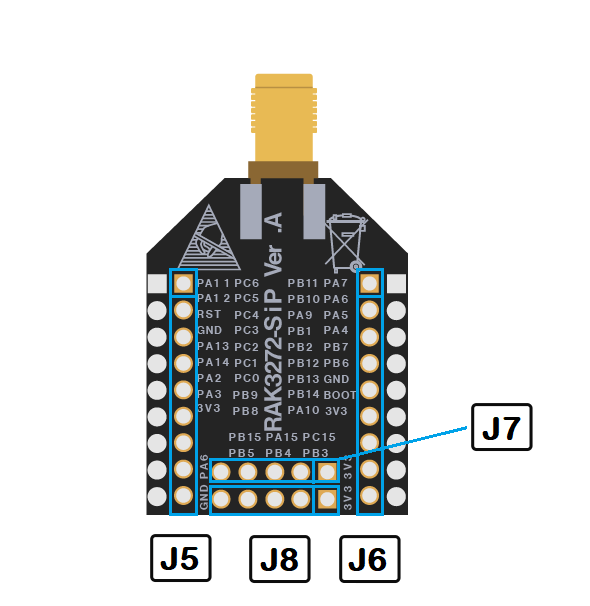 RAK3272-SiP Ver .A
PA11 PC6 PB11 PA7
PA12 PC5 PB10 PA6
RST PC4 PA9 PA5
GND PC3 PB1 PA4
PA13 PC2 PB2 PB7
PA14 PC1 PB12 PB6
PA2 PC0 PB13 GND
PA3 PB9 PB14 BOOT
3V3 PB8 PA10 3V3
PB15 PA15 PC15
PB5 PB4 PB3
GND PA6
3V3 3V3
J7
J5 J8 J6